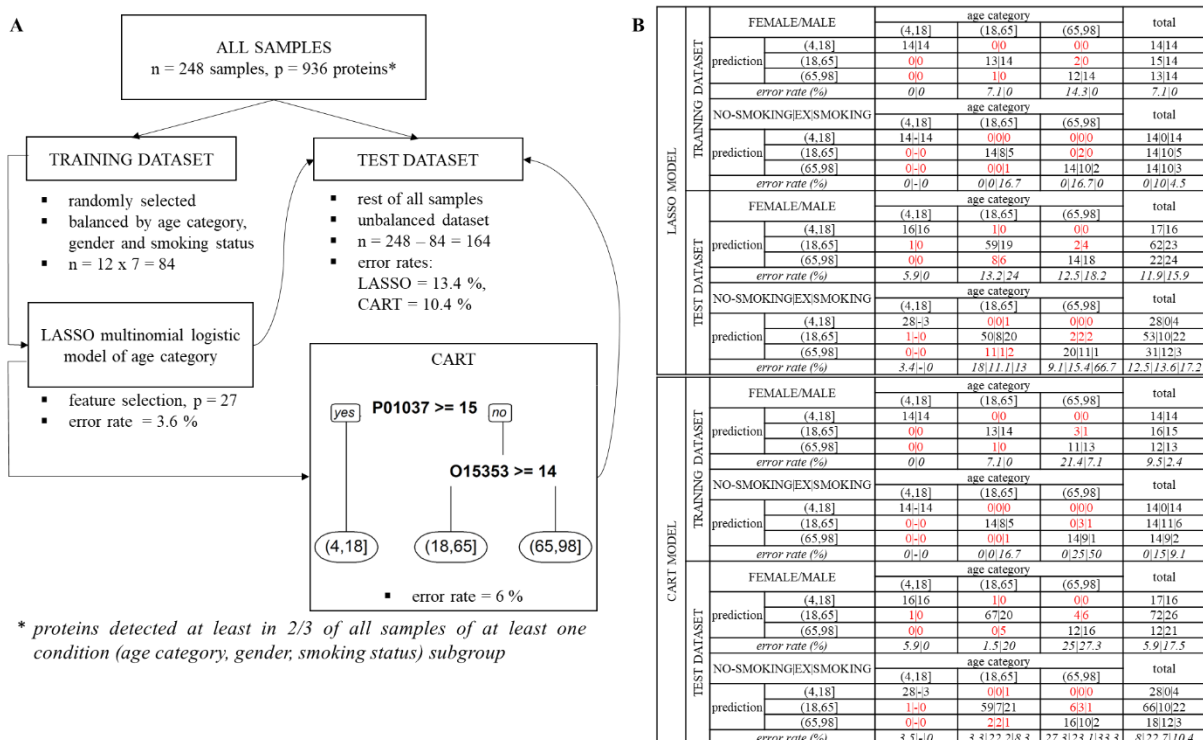 A
ALL SAMPLES
n = 248 samples, p = 936 proteins*
TRAINING DATASET
▪ randomly selected
▪ balanced by age category,
gender and smoking status
▪ n = 12 x 7 = 84
TEST DATASET
▪ rest of all samples
▪ unbalanced dataset
▪ n = 248 – 84 = 164
▪ error rates:
LASSO = 13.4 %,
CART = 10.4 %
LASSO multinomial logistic
model of age category
▪ feature selection, p = 27
▪ error rate = 3.6 %
CART
yes P01037 >= 15 no
O15353 >= 14
(4,18] (18,65] (65,98]
▪ error rate = 6 %
* proteins detected at least in 2/3 of all samples of at least one
condition (age category, gender, smoking status) subgroup
B
LASSO MODEL
TRAINING DATASET
FEMALE/MALE age category total
(4,18] (18,65] (65,98]
prediction
(4,18] 14|14 0|0 0|0 14|14
(18,65] 0|0 13|14 2|0 15|14
(65,98] 0|0 1|0 12|14 13|14
error rate (%) 0|0 7.1|0 14.3|0 7.1|0
NO-SMOKING|EX|SMOKING age category total
(4,18] (18,65] (65,98]
prediction
(4,18] 14|-|14 0|0|0 0|0|0 14|0|14
(18,65] 0|-|0 14|8|5 0|2|0 14|10|5
(65,98] 0|-|0 0|0|1 14|10|2 14|10|3
error rate (%) 0|-|0 0|0|16.7 0|16.7|0 0|10|4.5
TEST DATASET
FEMALE/MALE age category total
(4,18] (18,65] (65,98]
prediction
(4,18] 16|16 1|0 0|0 17|16
(18,65] 1|0 59|19 2|4 62|23
(65,98] 0|0 8|6 14|18 22|24
error rate (%) 5.9|0 13.2|24 12.5|18.2 11.9|15.9
NO-SMOKING|EX|SMOKING age category total
(4,18] (18,65] (65,98]
prediction
(4,18] 28|-|3 0|0|1 0|0|0 28|0|4
(18,65] 1|-|0 50|8|20 2|2|2 53|10|22
(65,98] 0|-|0 11|1|2 20|11|1 31|12|3
error rate (%) 3.4|-|0 18|11.1|13 9.1|15.4|66.7 12.5|13.6|17.2
CART MODEL
TRAINING DATASET
FEMALE/MALE age category total
(4,18] (18,65] (65,98]
prediction
(4,18] 14|14 0|0 0|0 14|14
(18,65] 0|0 13|14 3|1 16|15
(65,98] 0|0 1|0 11|13 12|13
error rate (%) 0|0 7.1|0 21.4|7.1 9.5|2.4
NO-SMOKING|EX|SMOKING age category total
(4,18] (18,65] (65,98]
prediction
(4,18] 14|-|14 0|0|0 0|0|0 14|0|14
(18,65] 0|-|0 14|8|5 0|3|1 14|11|6
(65,98] 0|-|0 0|0|1 14|9|1 14|9|2
error rate (%) 0|-|0 0|0|16.7 0|25|50 0|15|9.1
TEST DATASET
FEMALE/MALE age category total
(4,18] (18,65] (65,98]
prediction
(4,18] 16|16 1|0 0|0 17|16
(18,65] 1|0 67|20 4|6 72|26
(65,98] 0|0 0|5 12|16 12|21
error rate (%) 5.9|0 1.5|20 25|27.3 5.9|17.5
NO-SMOKING|EX|SMOKING age category total
(4,18] (18,65] (65,98]
prediction
(4,18] 28|-|3 0|0|1 0|0|0 28|0|4
(18,65] 1|-|0 59|7|21 6|3|1 66|10|22
(65,98] 0|-|0 2|2|1 16|10|2 18|12|3
error rate (%) 3.5|-|0 3.3|22.2|8.3 27.3|23.1|33.3 8|22.7|10.4